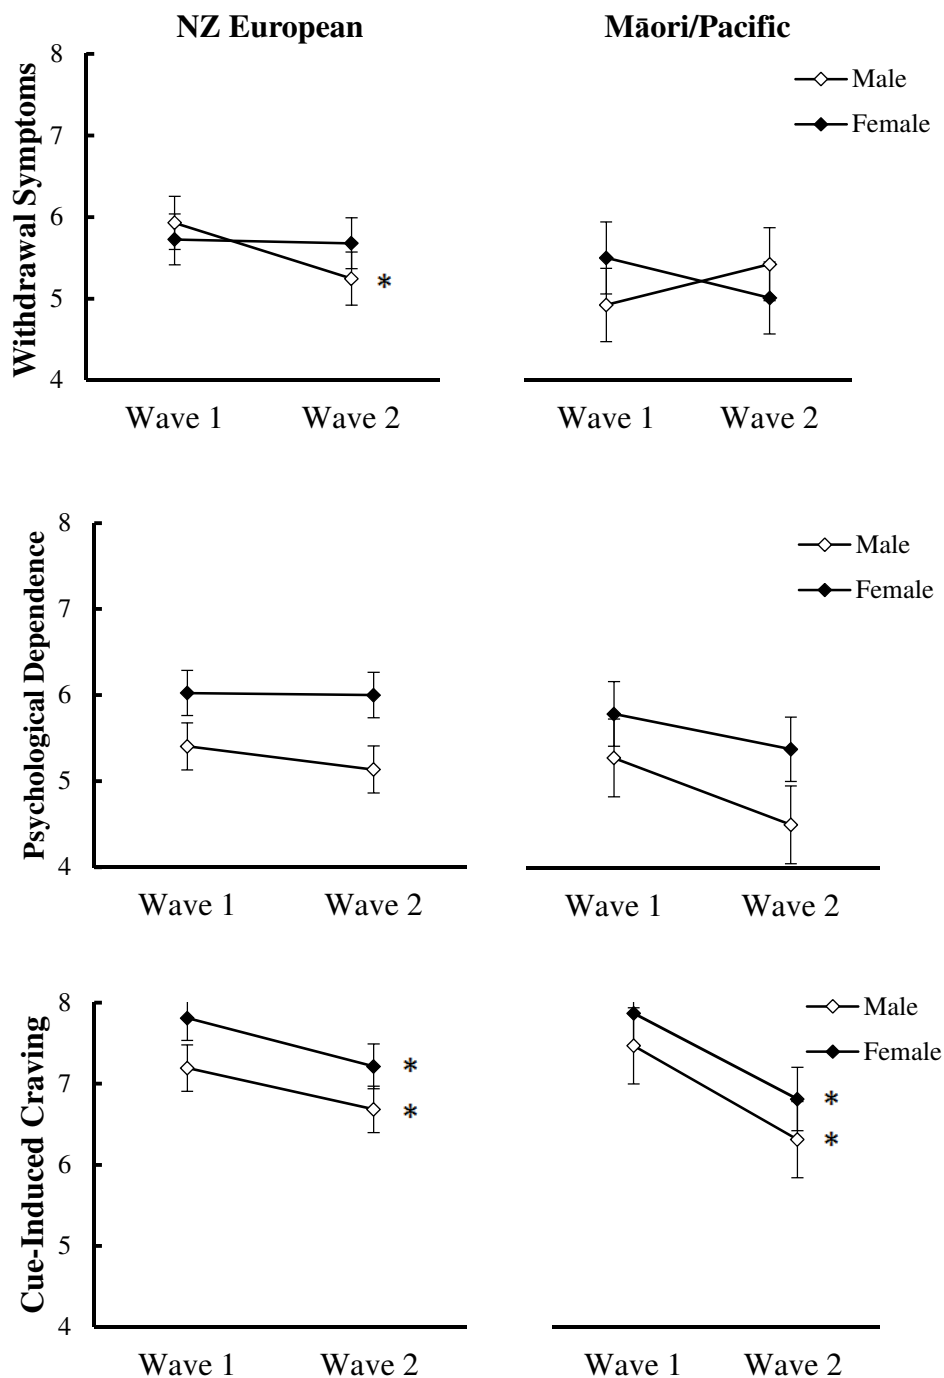 NZ European
Māori/Pacific
Withdrawal Symptoms
8
7
6
5
4
Male
Female
*
Wave 1
Wave 2
Wave 1
Wave 2
Psychological Dependence
8
7
6
5
4
Male
Female
Wave 1
Wave 2
Wave 1
Wave 2
Cue-Induced Craving
8
7
6
5
4
Male
Female
*
*
*
*
Wave 1
Wave 2
Wave 1
Wave 2